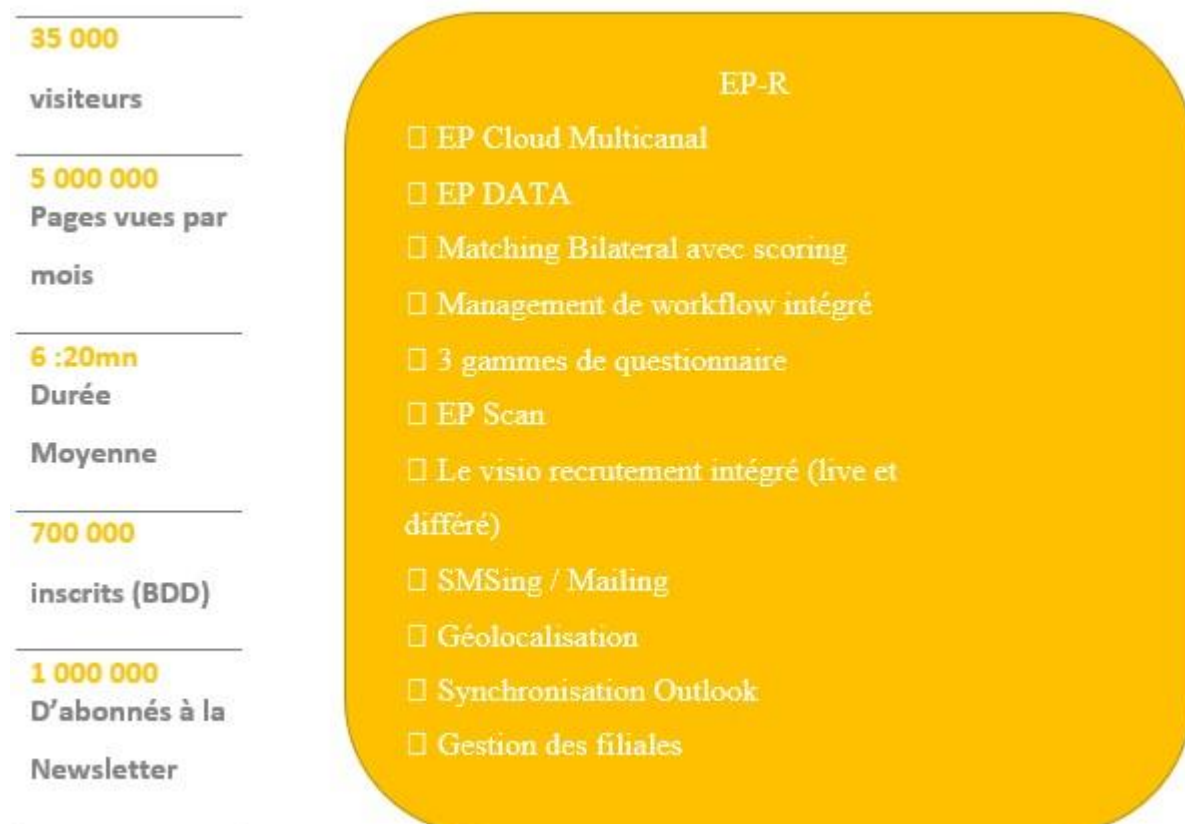 35 000
visiteurs
5 000 000
Pages vues par
mois
6 :20mn
Durée
Moyenne
700 000
inscrits (BDD)
1 000 000
D’abonnés à la
Newsletter
EP-R
□ EP Cloud Multicanal
□ EP DATA
□ Matching Bilateral avec scoring
□ Management de workflow intégré
□ 3 gammes de questionnaire
□ EP Scan
□ Le visio recrutement intégré (live et
différé)
□ SMSing / Mailing
□ Géolocalisation
□ Synchronisation Outlook
□ Gestion des filiales